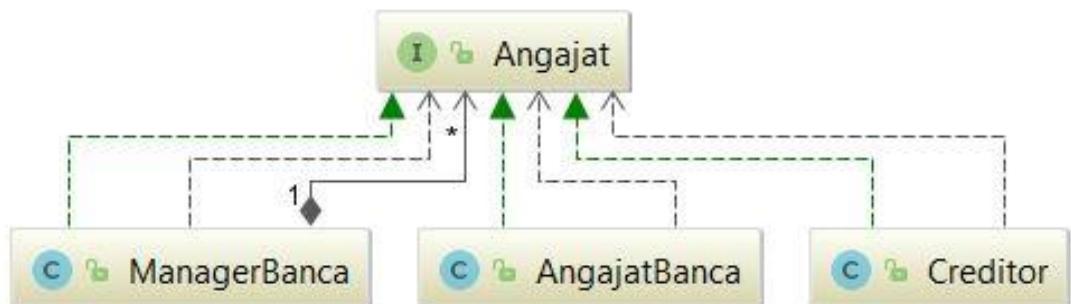 I Angajat
*
1
C ManagerBanca
C AngajatBanca
C Creditor